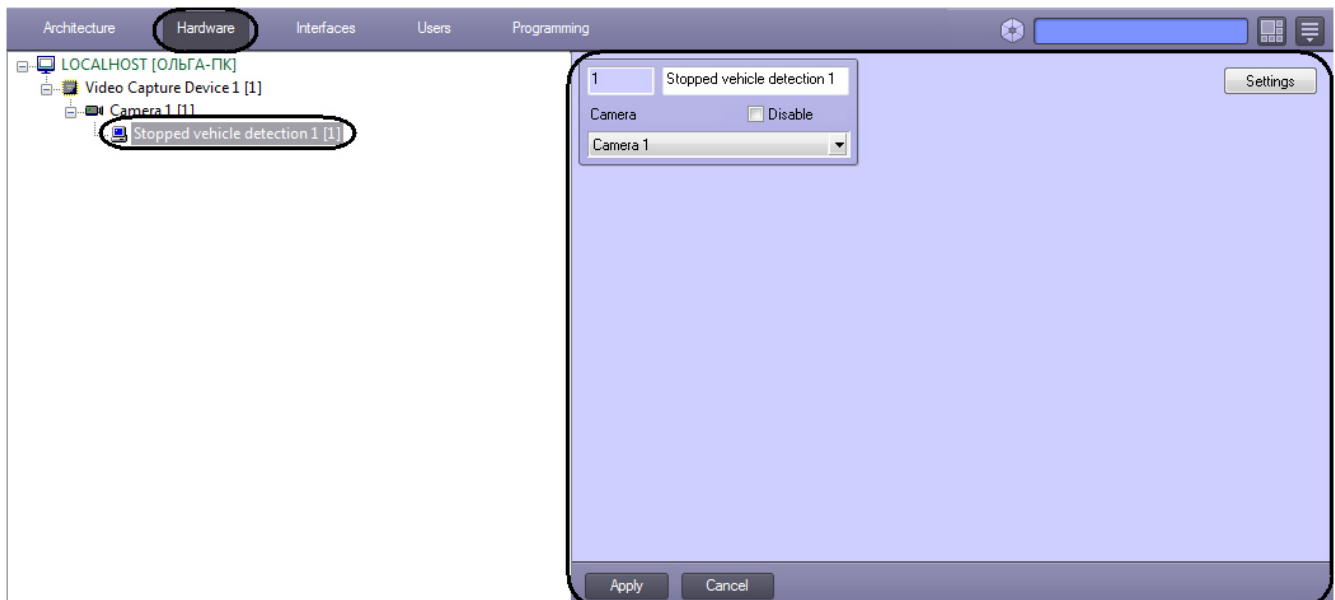 Architecture Hardware Interfaces Users Programming
LOCALHOST [ОЛЬГА-ПК]
Video Capture Device 1 [1]
Camera 1 [1]
Stopped vehicle detection 1 [1]
1 Stopped vehicle detection 1 Settings
Camera Disable
Camera 1
Apply Cancel